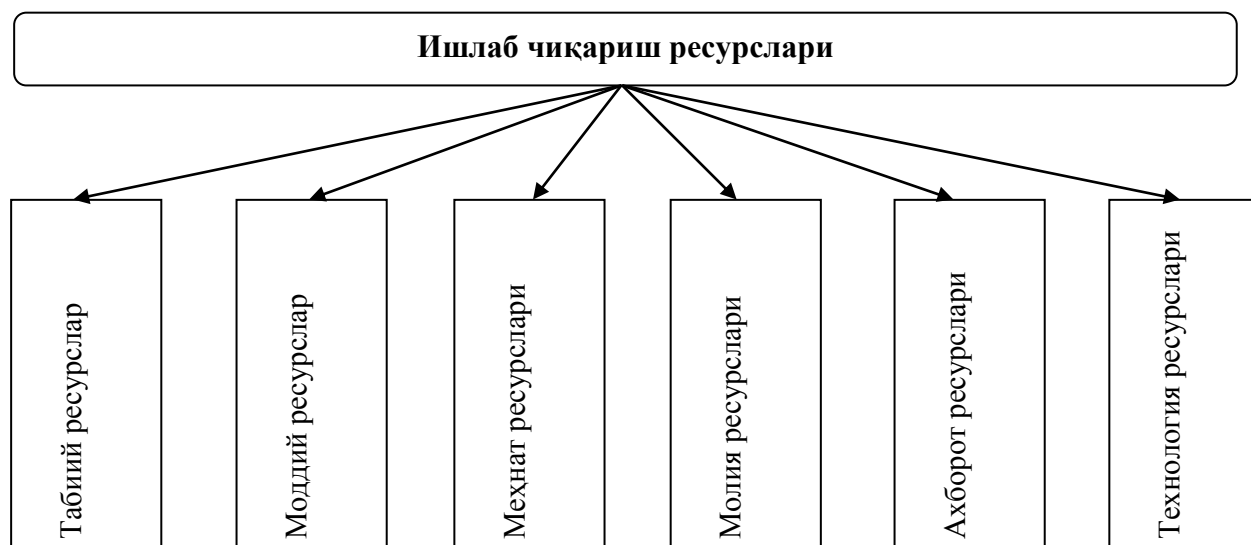 Ишлаб чиқариш ресурслари
Табиий ресурслар
Моддий ресурслар
Меҳнат ресурслари
Молия ресурслари
Ахборот ресурслари
Технология ресурслари